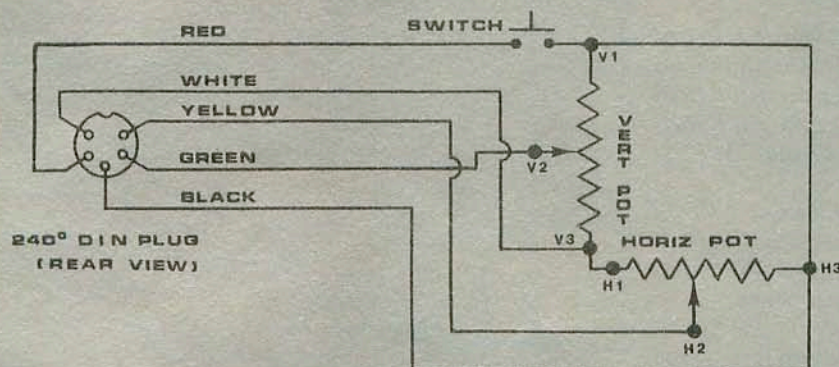 RED
SWITCH
V1
WHITE
YELLOW
VERT POT
GREEN
V2
BLACK
240° DIN PLUG
(REAR VIEW)
V3
HORIZ POT
H1
H3
H2